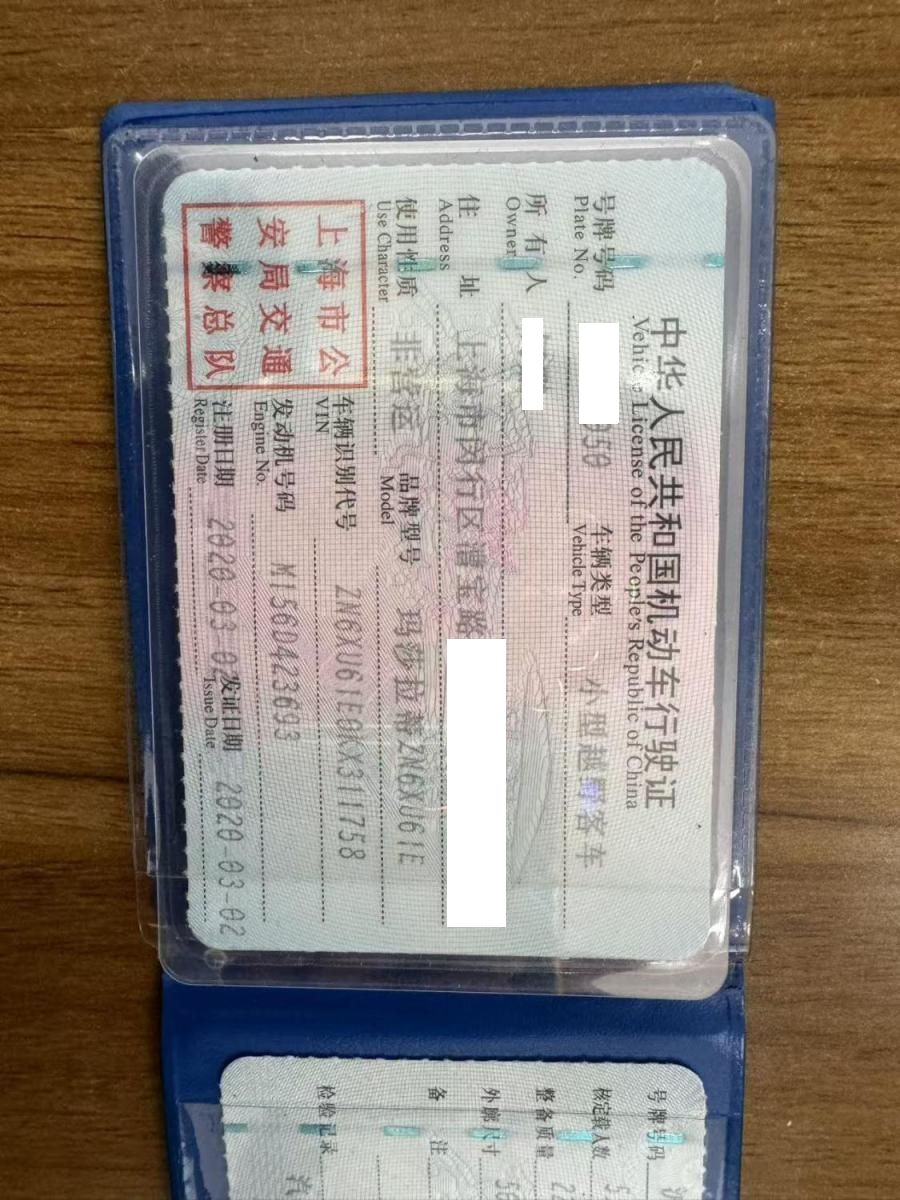 中华人民共和国机动车行驶证
Vehicle License of the People's Republic of China
号牌号码 950 车辆类型 小型越野客车
Plate No. Vehicle Type
所有人
Owner
住址 上海市闵行区漕宝路
Address
使用性质 非营运 品牌型号 玛莎拉蒂ZN6XU61E
Use Character Model
上海市公
安局交通
警察总队
车辆识别代号 ZN6XU61E0KX311758
VIN
发动机号码 M156D423693
Engine No.
注册日期 2020-03-02 发证日期 2020-03-02
Register Date Issue Date
号牌号码
核定载人数 5
整备质量 22
外廓尺寸 50
备注
检验记录